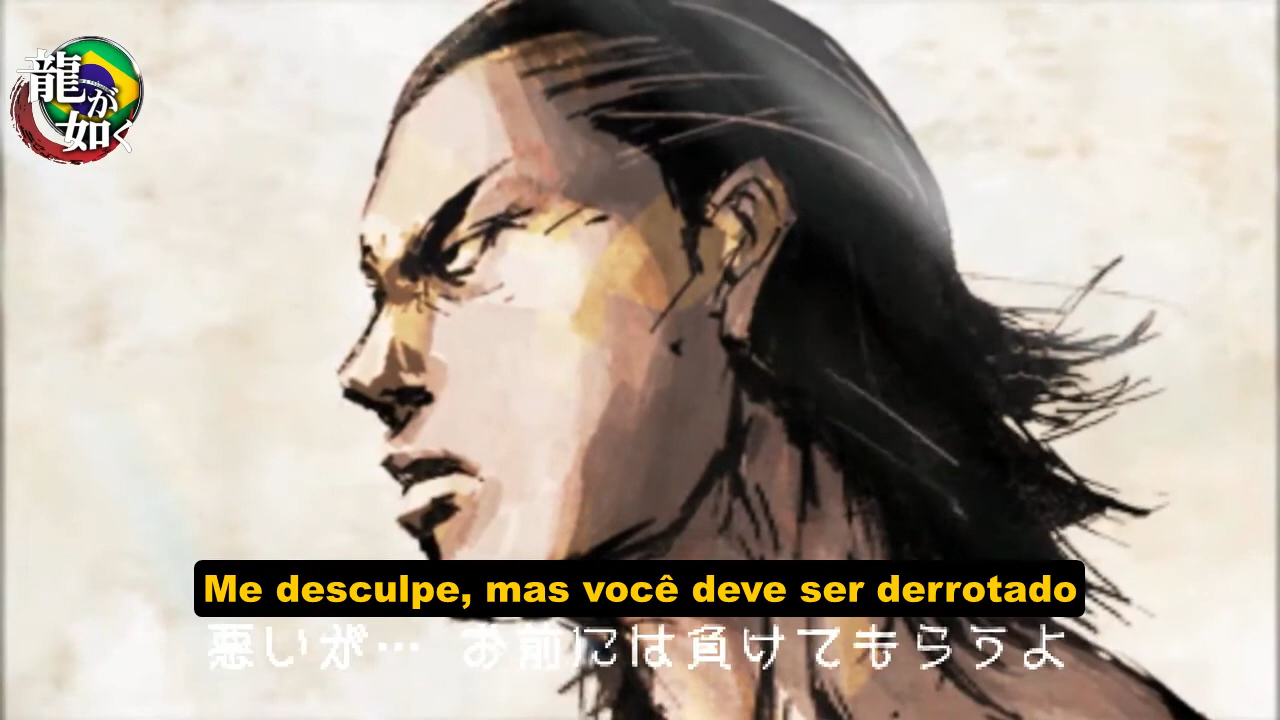 龍が
如く
Me desculpe, mas você deve ser derrotado
悪いが… お前には負けてもらうよ